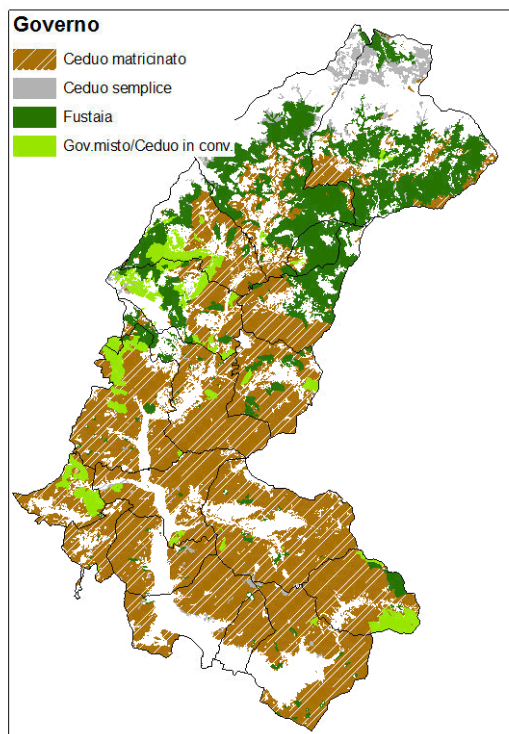 Governo
Ceduo matricinato
Ceduo semplice
Fustaia
Gov.misto/Ceduo in conv.